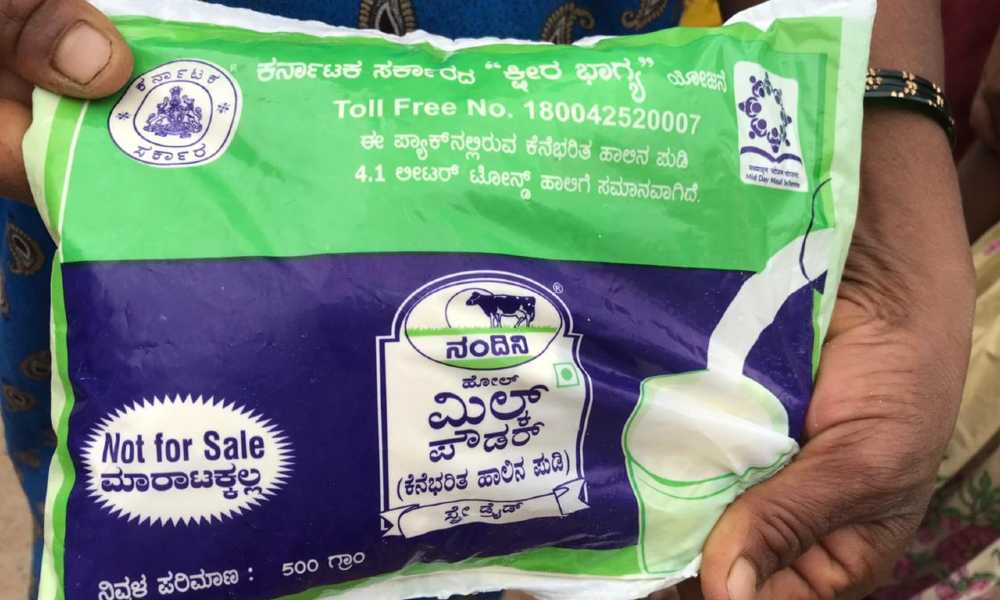 ಕರ್ನಾಟಕ
ಸರ್ಕಾರ
ಕರ್ನಾಟಕ ಸರ್ಕಾರದ “ಕ್ಷೀರ ಭಾಗ್ಯ” ಯೋಜನೆ
Toll Free No. 180042520007
ಈ ಪ್ಯಾಕ್‌ನಲ್ಲಿರುವ ಕೆನೆಭರಿತ ಹಾಲಿನ ಪುಡಿ
4.1 ಲೀಟರ್ ಟೋನ್ಡ್ ಹಾಲಿಗೆ ಸಮಾನವಾಗಿದೆ.
Mid Day Meal Scheme
®
ನಂದಿನಿ
ಹೋಲ್
ಮಿಲ್ಕ್
ಪೌಡರ್
(ಕೆನೆಭರಿತ ಹಾಲಿನ ಪುಡಿ)
ಸ್ಪ್ರೇ ಡ್ರೈಡ್
Not for Sale
ಮಾರಾಟಕ್ಕಲ್ಲ
ನಿವ್ವಳ ಪರಿಮಾಣ : 500 ಗ್ರಾಂ